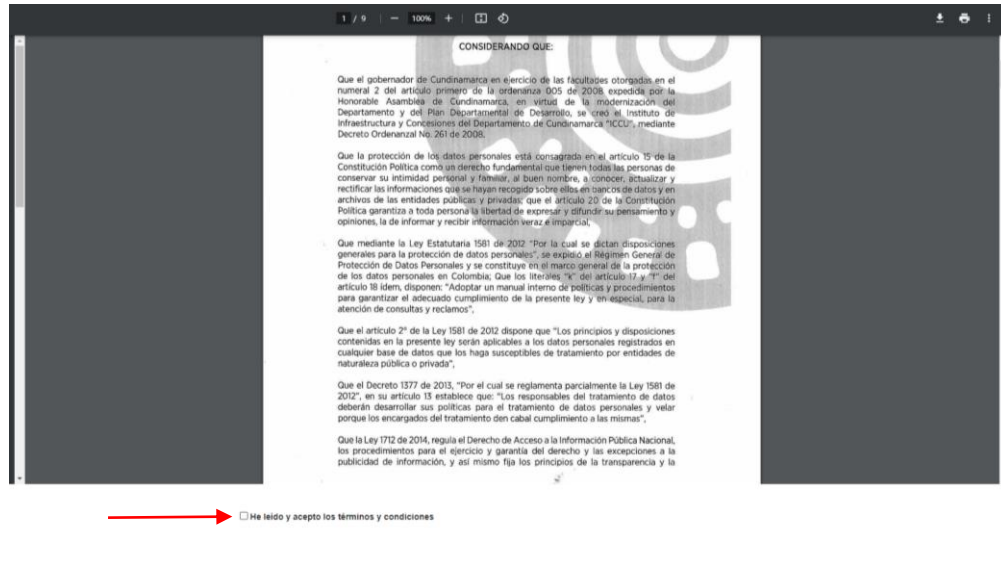 1 / 9 | − 100% +
CONSIDERANDO QUE:
Que el gobernador de Cundinamarca en ejercicio de las facultades otorgadas en el
numeral 2 del artículo primero de la ordenanza 005 de 2008 expedida por la
Honorable Asamblea de Cundinamarca, en virtud de la modernización del
Departamento y del Plan Departamental de Desarrollo, se creó el Instituto de
Infraestructura y Concesiones del Departamento de Cundinamarca "ICCU", mediante
Decreto Ordenanzal No. 261 de 2008.
Que la protección de los datos personales está consagrada en el artículo 15 de la
Constitución Política como un derecho fundamental que tienen todas las personas de
conservar su intimidad personal y familiar, al buen nombre, a conocer, actualizar y
rectificar las informaciones que se hayan recogido sobre ellos en bancos de datos y en
archivos de las entidades públicas y privadas; que el artículo 20 de la Constitución
Política garantiza a toda persona la libertad de expresar y difundir su pensamiento y
opiniones, la de informar y recibir información veraz e imparcial,
Que mediante la Ley Estatutaria 1581 de 2012 "Por la cual se dictan disposiciones
generales para la protección de datos personales", se expidió el Régimen General de
Protección de Datos Personales y se constituye en el marco general de la protección
de los datos personales en Colombia; Que los literales "k" del artículo 17 y "f" del
artículo 18 ídem, disponen: "Adoptar un manual interno de políticas y procedimientos
para garantizar el adecuado cumplimiento de la presente ley y en especial, para la
atención de consultas y reclamos",
Que el artículo 2° de la Ley 1581 de 2012 dispone que "Los principios y disposiciones
contenidas en la presente ley serán aplicables a los datos personales registrados en
cualquier base de datos que los haga susceptibles de tratamiento por entidades de
naturaleza pública o privada",
Que el Decreto 1377 de 2013, "Por el cual se reglamenta parcialmente la Ley 1581 de
2012", en su artículo 13 establece que: "Los responsables del tratamiento de datos
deberán desarrollar sus políticas para el tratamiento de datos personales y velar
porque los encargados del tratamiento den cabal cumplimiento a las mismas",
Que la Ley 1712 de 2014, regula el Derecho de Acceso a la Información Pública Nacional,
los procedimientos para el ejercicio y garantía del derecho y las excepciones a la
publicidad de información, y así mismo fija los principios de la transparencia y la
He leido y acepto los términos y condiciones